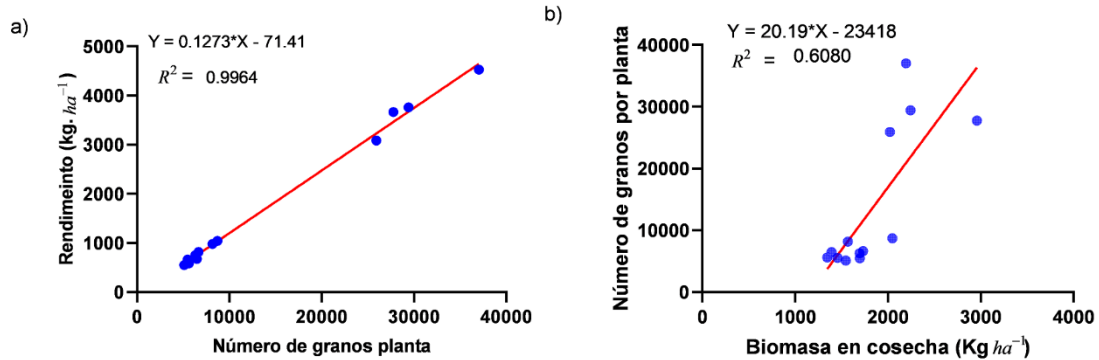 a)
Y = 0.1273*X - 71.41
R² = 0.9964
5000
4000
3000
2000
1000
0
Rendimeinto (kg. ha⁻¹)
0 10000 20000 30000 40000
Número de granos planta
b)
Y = 20.19*X - 23418
R² = 0.6080
40000
30000
20000
10000
0
Número de granos por planta
0 1000 2000 3000 4000
Biomasa en cosecha (Kg ha⁻¹)